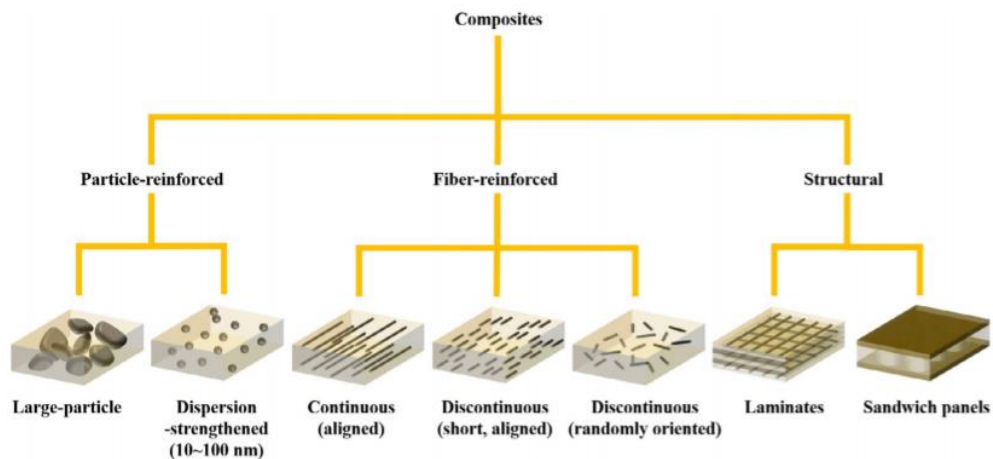 Composites
Particle-reinforced
Fiber-reinforced
Structural
Large-particle
Dispersion
-strengthened
(10~100 nm)
Continuous
(aligned)
Discontinuous
(short, aligned)
Discontinuous
(randomly oriented)
Laminates
Sandwich panels